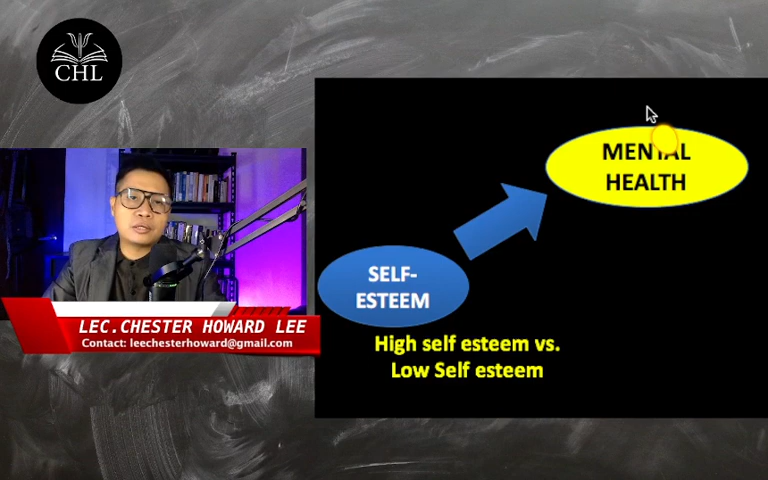 CHL
MENTAL
HEALTH
SELF-
ESTEEM
High self esteem vs.
Low Self esteem
LEC.CHESTER HOWARD LEE
Contact: leechesterhoward@gmail.com